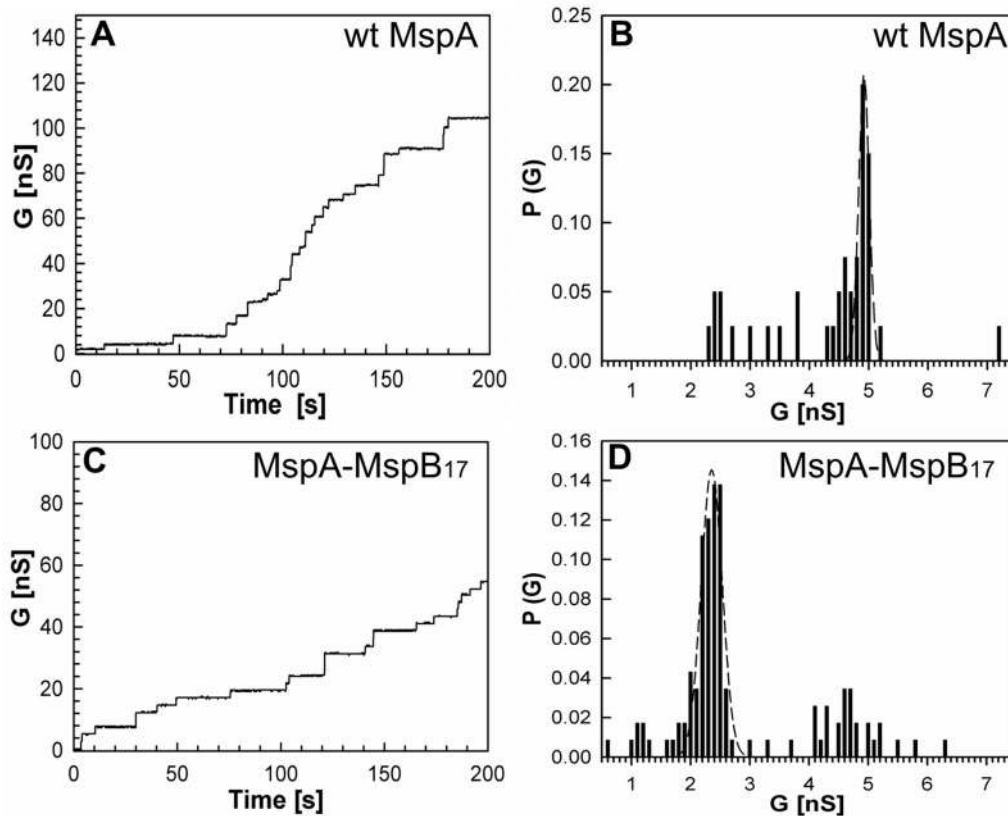 A
wt MspA
G [nS]
140
120
100
80
60
40
20
0
0 50 100 150 200
Time [s]
B
wt MspA
P (G)
0.25
0.20
0.15
0.10
0.05
0.00
1 2 3 4 5 6 7
G [nS]
C
MspA-MspB17
G [nS]
100
80
60
40
20
0
0 50 100 150 200
Time [s]
D
MspA-MspB17
P (G)
0.16
0.14
0.12
0.10
0.08
0.06
0.04
0.02
0.00
1 2 3 4 5 6 7
G [nS]